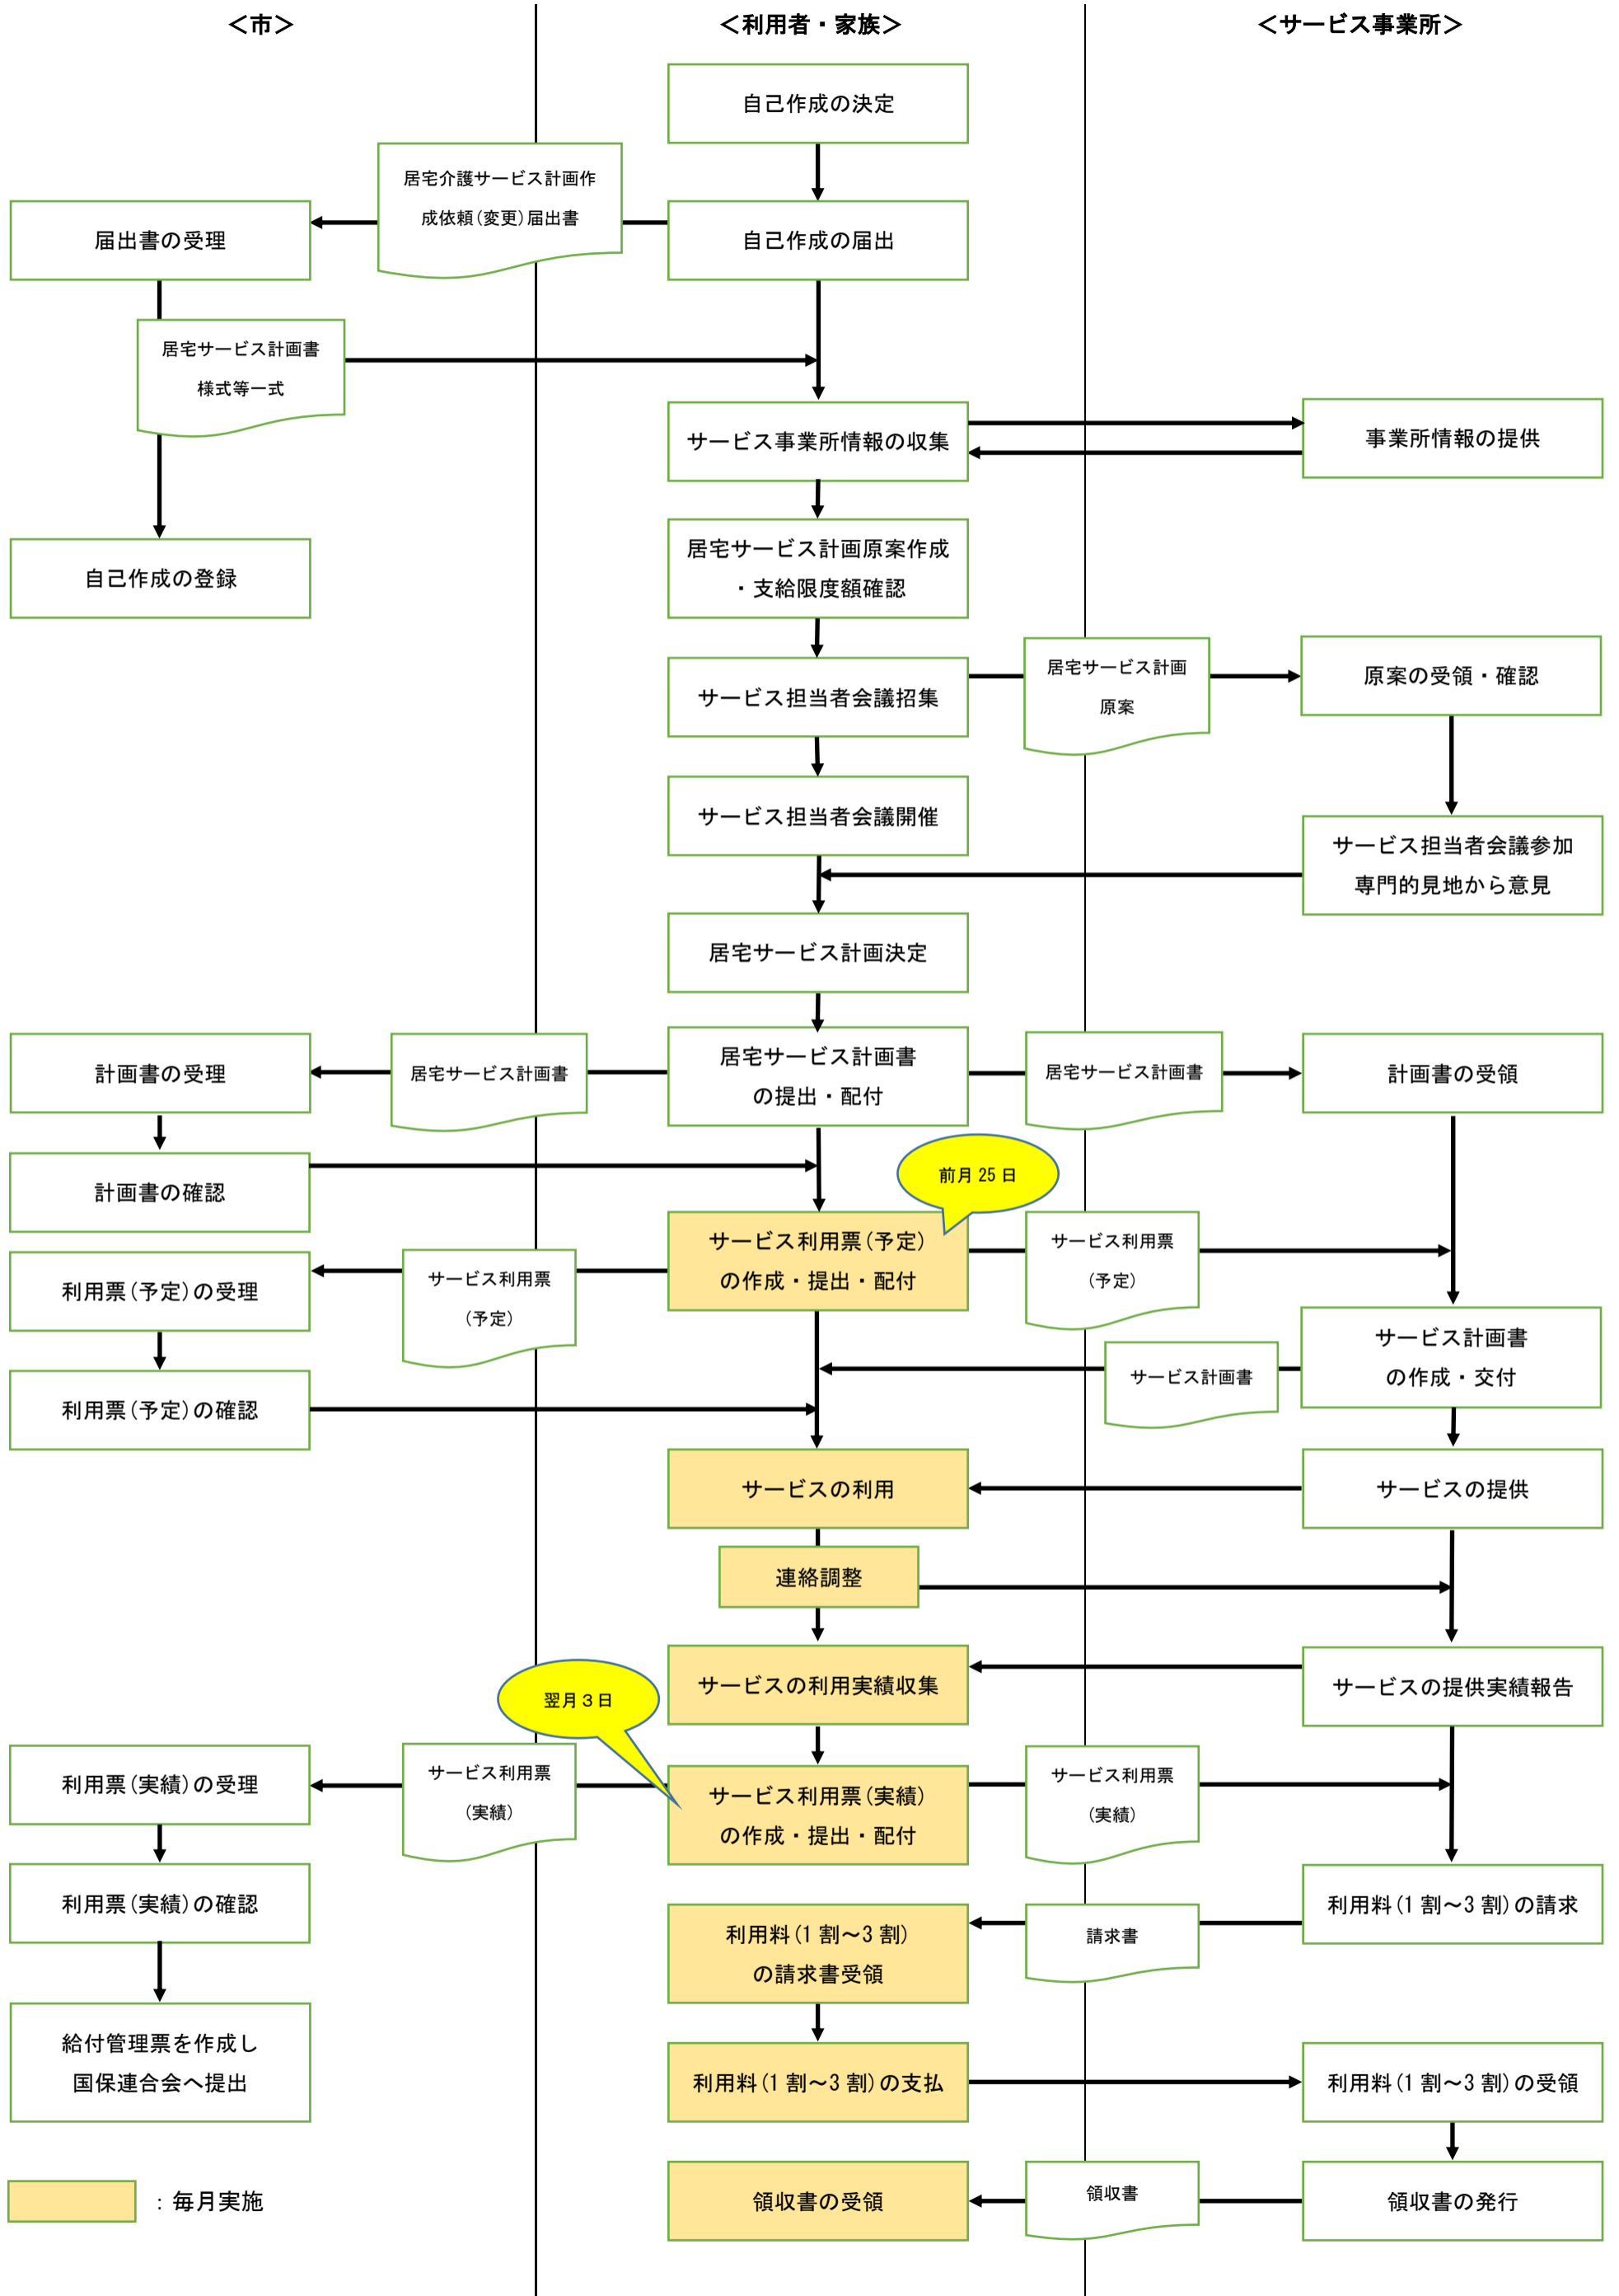 ＜市＞
＜利用者・家族＞
＜サービス事業所＞
自己作成の決定
居宅介護サービス計画作
成依頼(変更)届出書
届出書の受理
自己作成の届出
居宅サービス計画書
様式等一式
サービス事業所情報の収集
事業所情報の提供
居宅サービス計画原案作成
・支給限度額確認
自己作成の登録
サービス担当者会議招集
居宅サービス計画
原案
原案の受領・確認
サービス担当者会議開催
サービス担当者会議参加
専門的見地から意見
居宅サービス計画決定
計画書の受理
居宅サービス計画書
居宅サービス計画書
の提出・配付
居宅サービス計画書
計画書の受領
計画書の確認
前月 25 日
サービス利用票(予定)
の作成・提出・配付
サービス利用票
(予定)
利用票(予定)の受理
サービス利用票
(予定)
サービス計画書
の作成・交付
サービス計画書
利用票(予定)の確認
サービスの利用
サービスの提供
連絡調整
サービスの利用実績収集
サービスの提供実績報告
翌月３日
利用票(実績)の受理
サービス利用票
(実績)
サービス利用票(実績)
の作成・提出・配付
サービス利用票
(実績)
利用票(実績)の確認
利用料(1 割～3 割)の請求
利用料(1 割～3 割)
の請求書受領
請求書
給付管理票を作成し
国保連合会へ提出
利用料(1 割～3 割)の支払
利用料(1 割～3 割)の受領
：毎月実施
領収書の受領
領収書
領収書の発行